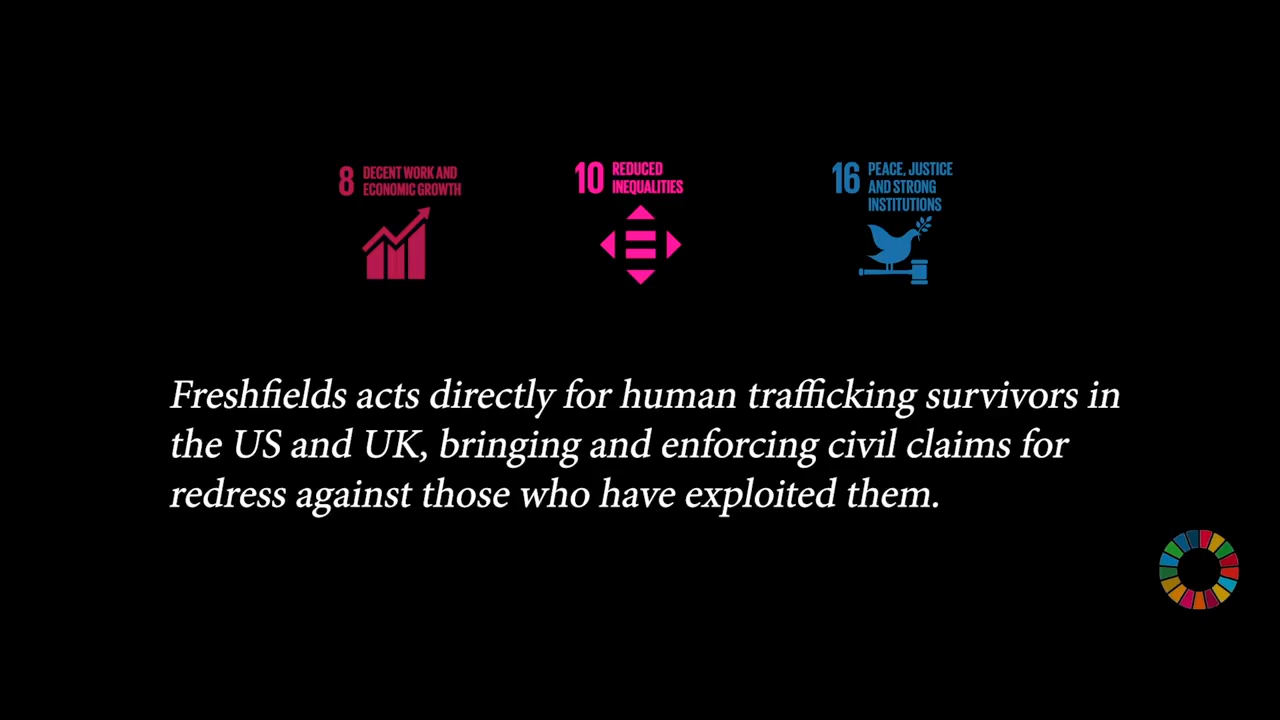 8 DECENT WORK AND
ECONOMIC GROWTH
10 REDUCED
INEQUALITIES
16 PEACE, JUSTICE
AND STRONG
INSTITUTIONS
Freshfields acts directly for human trafficking survivors in
the US and UK, bringing and enforcing civil claims for
redress against those who have exploited them.